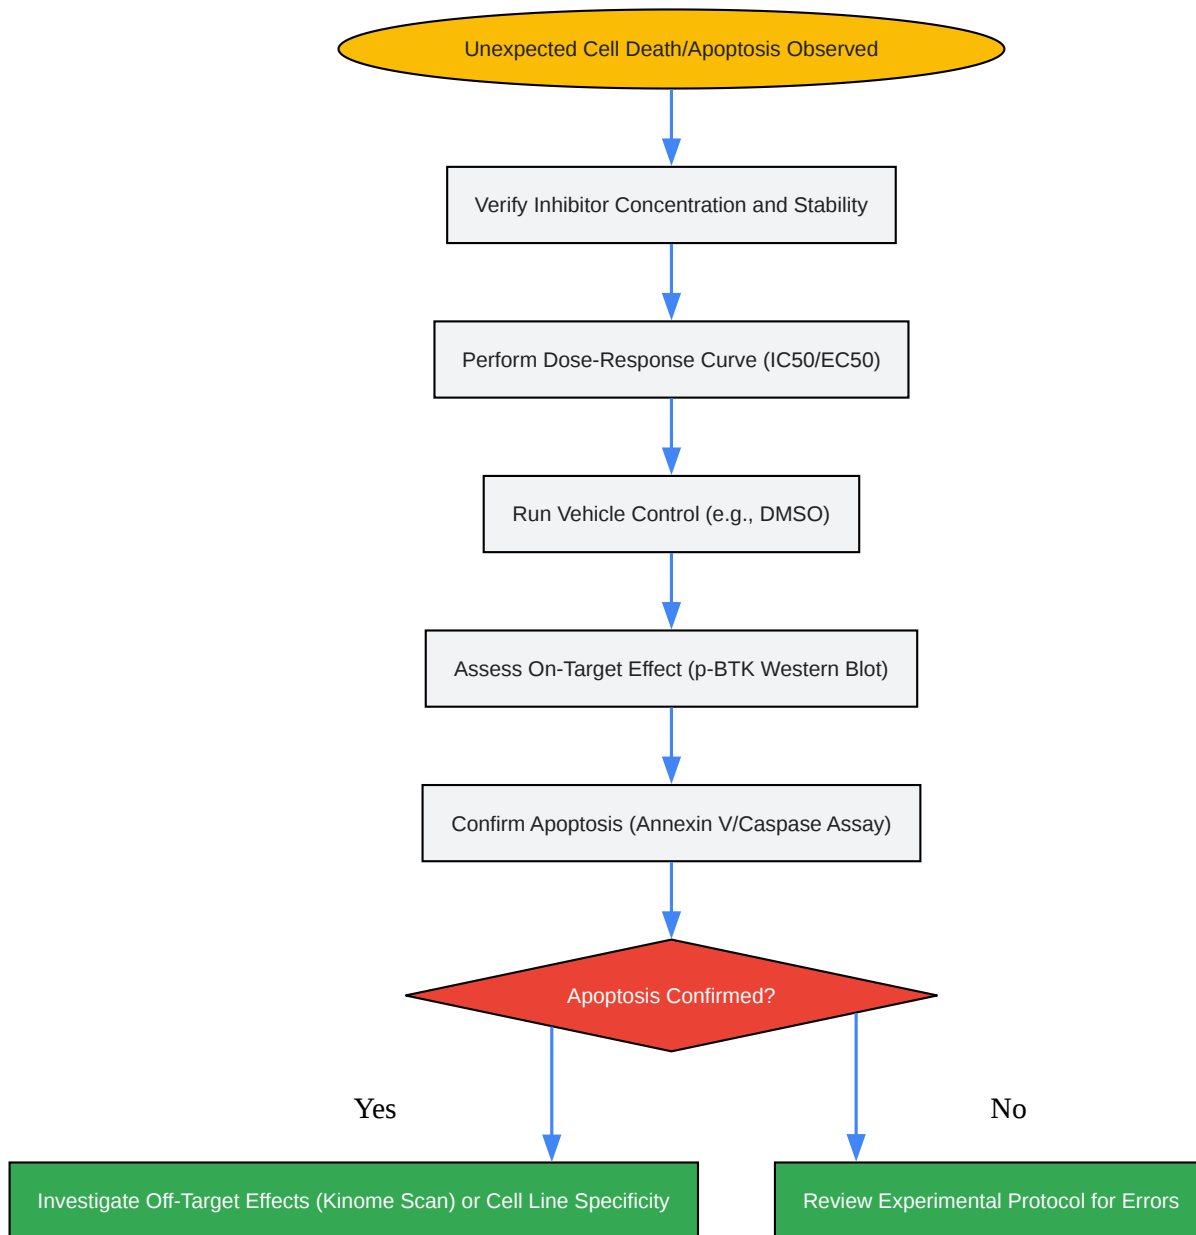 Unexpected Cell Death/Apoptosis Observed
Verify Inhibitor Concentration and Stability
Perform Dose-Response Curve (IC50/EC50)
Run Vehicle Control (e.g., DMSO)
Assess On-Target Effect (p-BTK Western Blot)
Confirm Apoptosis (Annexin V/Caspase Assay)
Apoptosis Confirmed?
Yes
No
Investigate Off-Target Effects (Kinome Scan) or Cell Line Specificity
Review Experimental Protocol for Errors